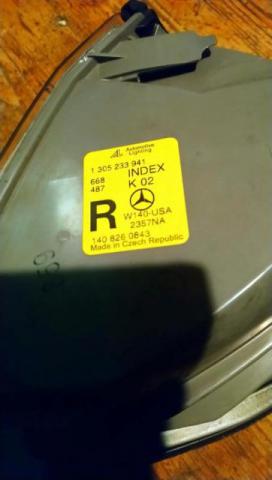 Automotive
Lighting
1 305 233 941
668 INDEX
487 K 02
R
W140-USA
2357NA
140 826 0843
Made in Czech Republic